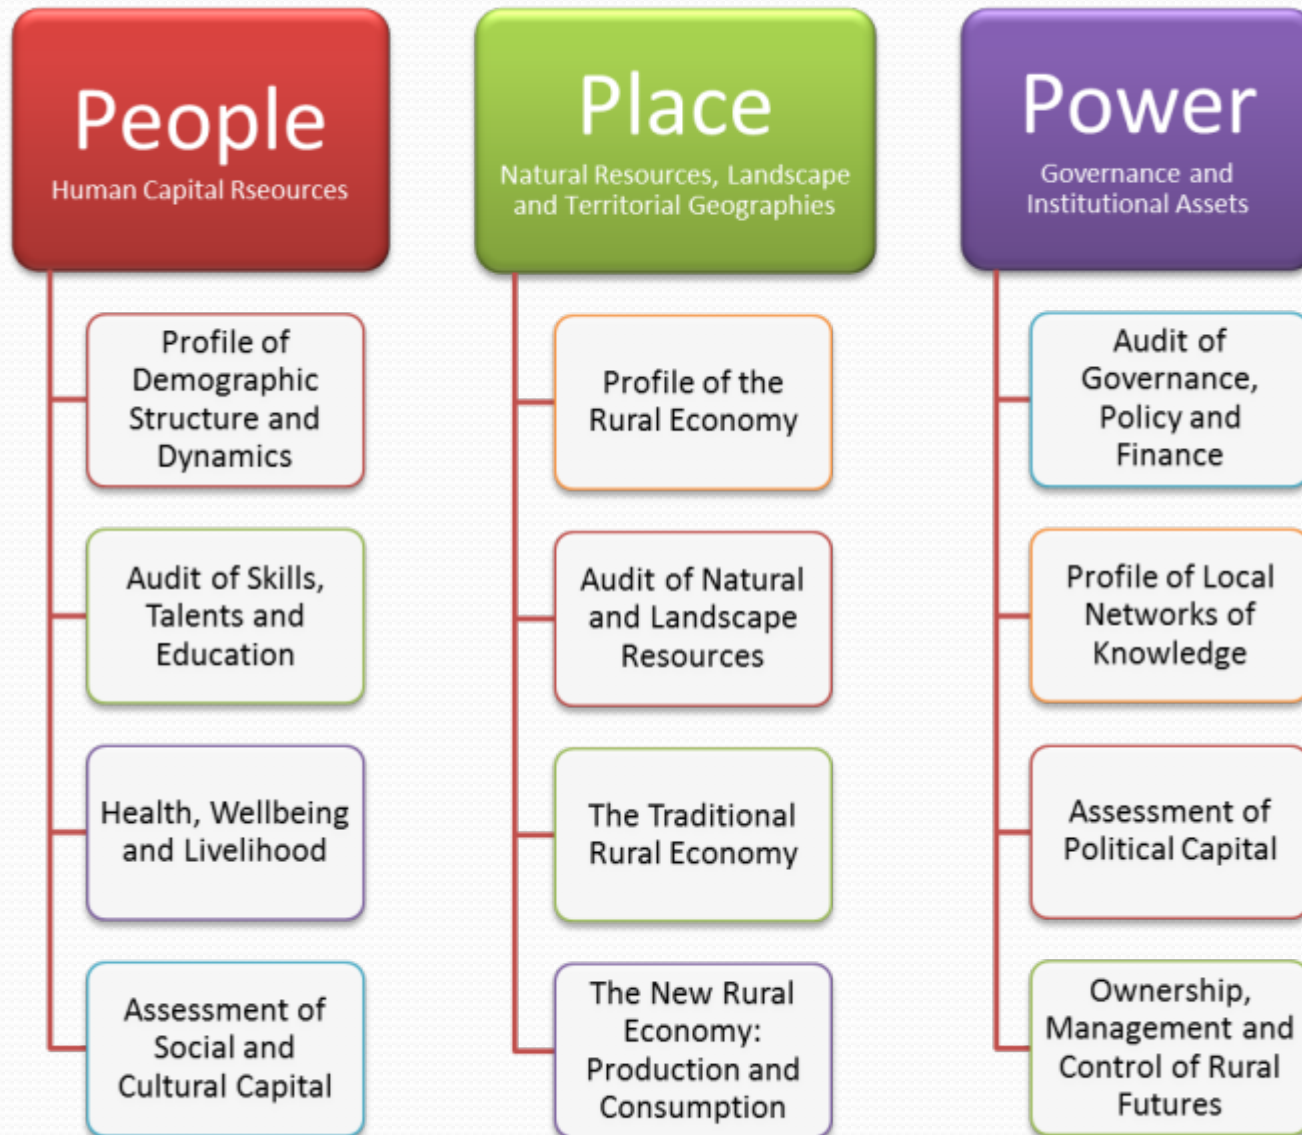 People
Human Capital Rseources
Profile of
Demographic
Structure and
Dynamics
Audit of Skills,
Talents and
Education
Health, Wellbeing
and Livelihood
Assessment of
Social and
Cultural Capital
Place
Natural Resources, Landscape
and Territorial Geographies
Profile of the
Rural Economy
Audit of Natural
and Landscape
Resources
The Traditional
Rural Economy
The New Rural
Economy:
Production and
Consumption
Power
Governance and
Institutional Assets
Audit of
Governance,
Policy and
Finance
Profile of Local
Networks of
Knowledge
Assessment of
Political Capital
Ownership,
Management and
Control of Rural
Futures